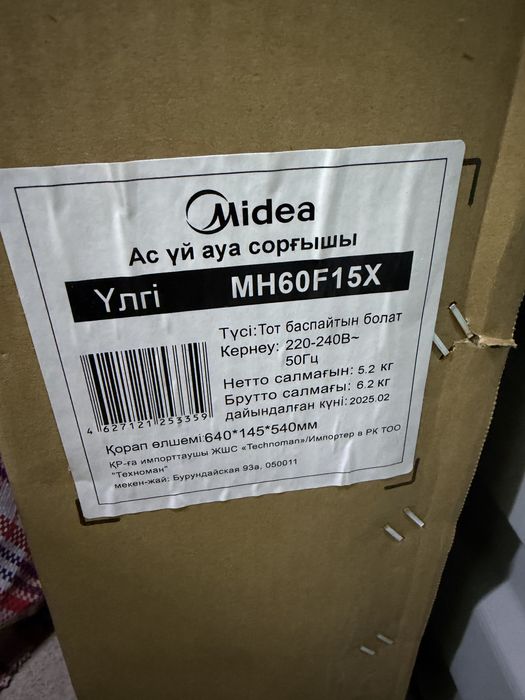 Midea
Ас үй ауа сорғышы
Үлгі MH60F15X
Түсі: Тот баспайтын болат
Кернеу: 220-240В~
50Гц
Нетто салмағын: 5.2 кг
Брутто салмағы: 6.2 кг
дайындалған күні: 2025.02
4 627121 253359
Қорап өлшемі: 640*145*540мм
ҚР-ға импорттаушы ЖШС «Technoman»/Импортер в РК ТОО
"Техноман"
мекен-жай: Бурундайская 93а, 050011